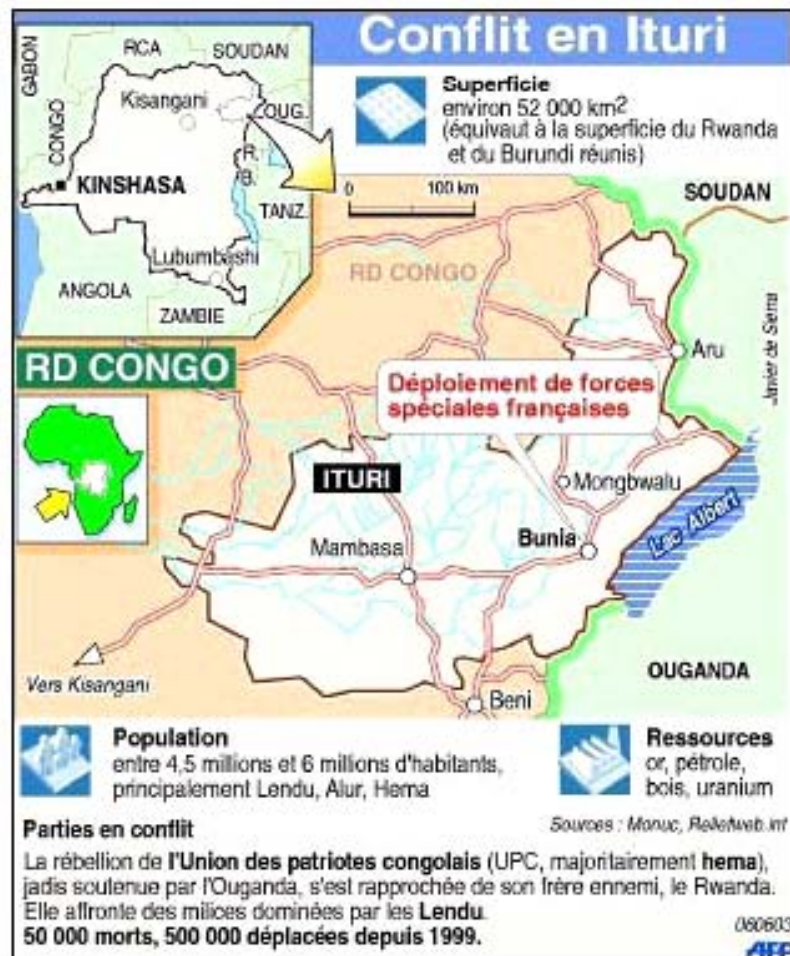 Conflit en Ituri
GABON
RCA
SOUDAN
Kisangani
OUG.
CONGO
R.
B.
KINSHASA
TANZ.
Lubumbashi
ANGOLA
ZAMBIE
Superficie
environ 52 000 km²
(équivaut à la superficie du Rwanda
et du Burundi réunis)
0 100 km
SOUDAN
RD CONGO
RD CONGO
Aru
Javier de Sierra
Déploiement de forces
spéciales françaises
ITURI
Mongbwalu
Bunia
Lac Albert
Mambasa
OUGANDA
Vers Kisangani
Beni
Population
entre 4,5 millions et 6 millions d'habitants,
principalement Lendu, Alur, Hema
Ressources
or, pétrole,
bois, uranium
Sources : Monuc, Reliefweb.int
Parties en conflit
La rébellion de l'Union des patriotes congolais (UPC, majoritairement hema),
jadis soutenue par l'Ouganda, s'est rapprochée de son frère ennemi, le Rwanda.
Elle affronte des milices dominées par les Lendu.
50 000 morts, 500 000 déplacées depuis 1999.
060603
AFP